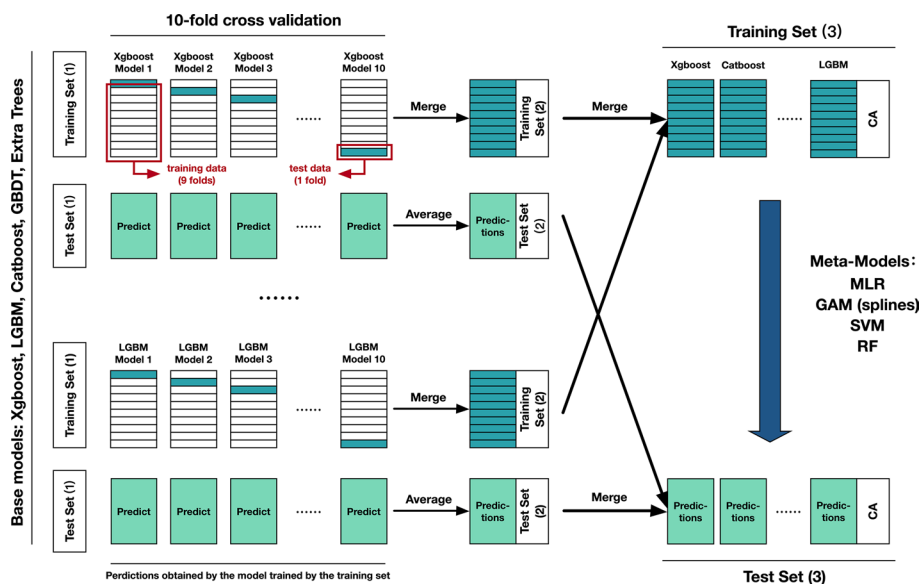 10-fold cross validation
Training Set (3)
Base models: Xgboost, LGBM, Catboost, GBDT, Extra Trees
Training Set (1)
Xgboost Model 1
Xgboost Model 2
Xgboost Model 3
Xgboost Model 10
......
Merge
Training Set (2)
Merge
Xgboost
Catboost
LGBM
......
CA
training data
(9 folds)
test data
(1 fold)
Test Set (1)
Predict
Predict
Predict
......
Predict
Average
Predic-
tions
Test Set (2)
......
Meta-Models:
MLR
GAM (splines)
SVM
RF
Training Set (1)
LGBM Model 1
LGBM Model 2
LGBM Model 3
LGBM Model 10
......
Merge
Training Set (2)
Test Set (1)
Predict
Predict
Predict
......
Predict
Average
Predic-
tions
Test Set (2)
Merge
Predic-
tions
Predic-
tions
......
Predic-
tions
CA
Perdictions obtained by the model trained by the training set
Test Set (3)